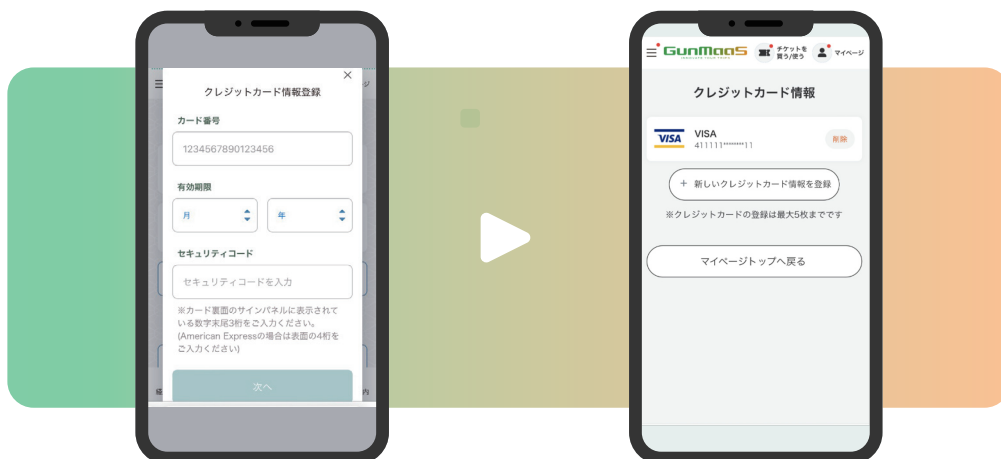 クレジットカード情報登録
カード番号
1234567890123456
有効期限
月
年
セキュリティコード
セキュリティコードを入力
※カード裏面のサインパネルに表示されて
いる数字末尾3桁をご入力ください。
(American Expressの場合は表面の4桁を
ご入力ください)
次へ
GunMaaS
チケットを
買う/使う
マイページ
クレジットカード情報
VISA
VISA
411111********11
削除
+ 新しいクレジットカード情報を登録
※クレジットカードの登録は最大5枚までです
マイページトップへ戻る